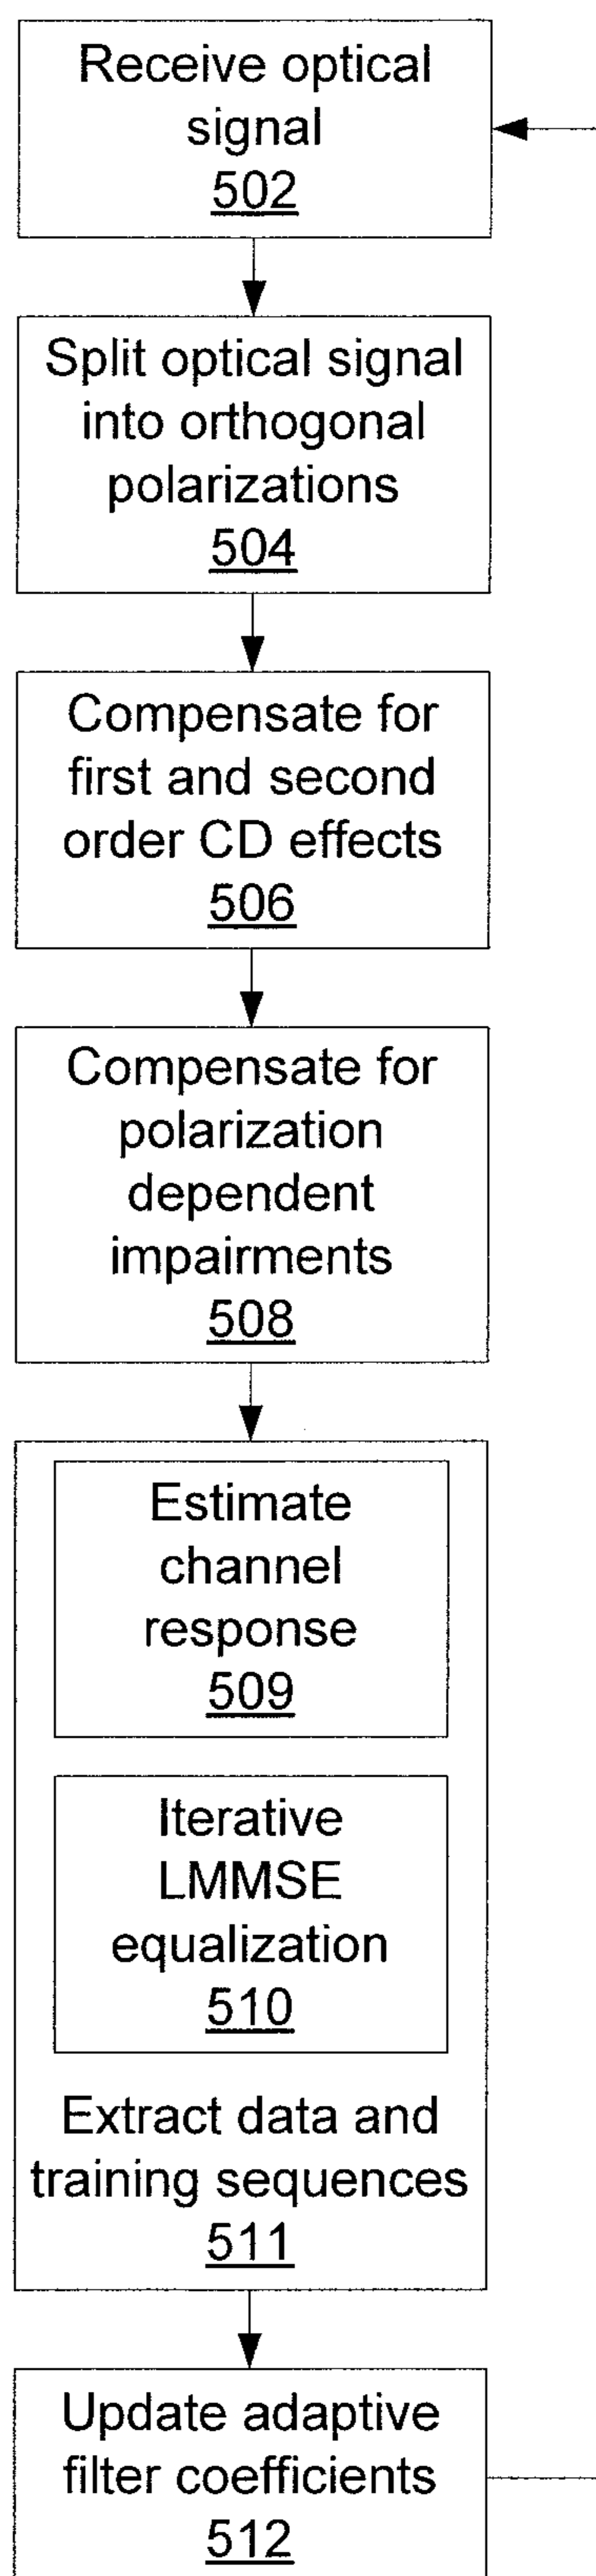 Receive optical
signal
502
Split optical signal
into orthogonal
polarizations
504
Compensate for
first and second
order CD effects
506
Compensate for
polarization
dependent
impairments
508
Estimate
channel
response
509
Iterative
LMMSE
equalization
510
Extract data and
training sequences
511
Update adaptive
filter coefficients
512